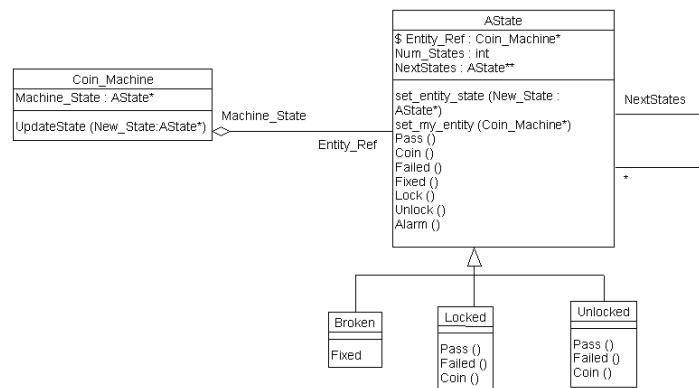 AState
$ Entity_Ref : Coin_Machine*
Num_States : int
NextStates : AState**
set_entity_state (New_State :
AState*)
set_my_entity (Coin_Machine*)
Pass ()
Coin ()
Failed ()
Fixed ()
Lock ()
Unlock ()
Alarm ()
Coin_Machine
Machine_State : AState*
UpdateState (New_State:AState*)
Machine_State
Entity_Ref
NextStates
*
Broken
Fixed
Locked
Pass ()
Failed ()
Coin ()
Unlocked
Pass ()
Failed ()
Coin ()